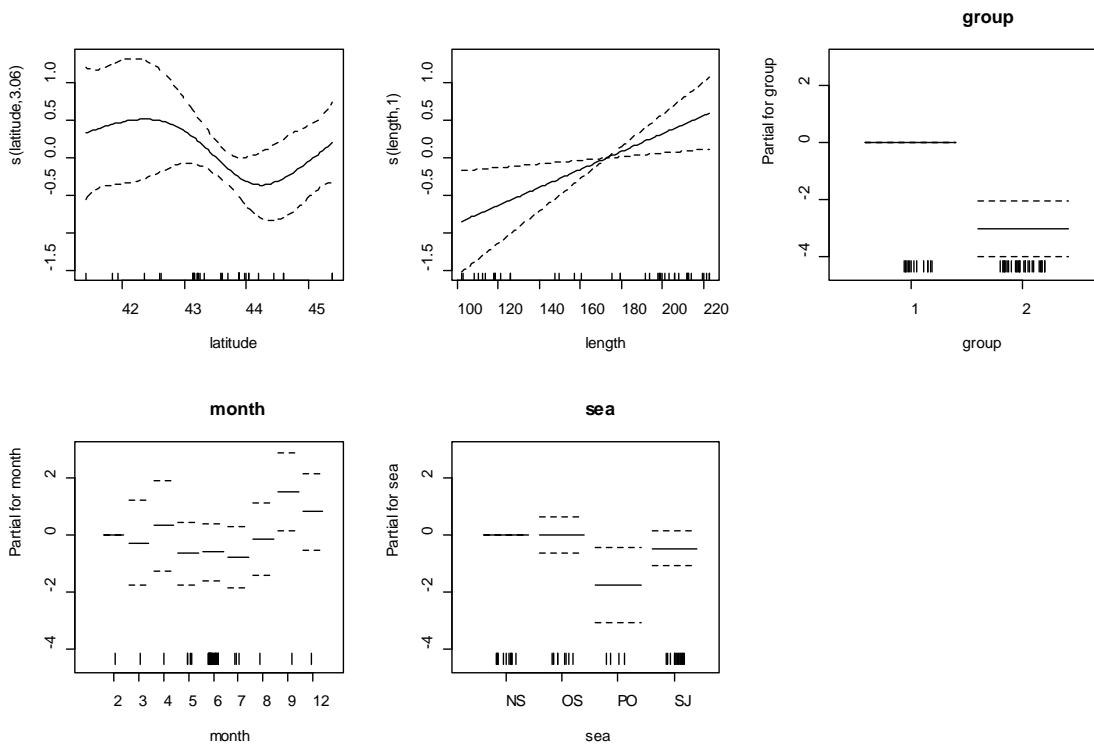 s(latitude,3.06)
1.0
0.5
0.0
-0.5
-1.5
42 43 44 45
latitude
s(length,1)
1.0
0.5
0.0
-0.5
-1.5
100 120 140 160 180 200 220
length
group
Partial for group
2
0
-2
-4
1 2
group
month
Partial for month
2
0
-2
-4
2 3 4 5 6 7 8 9 12
month
sea
Partial for sea
2
0
-2
-4
NS OS PO SJ
sea